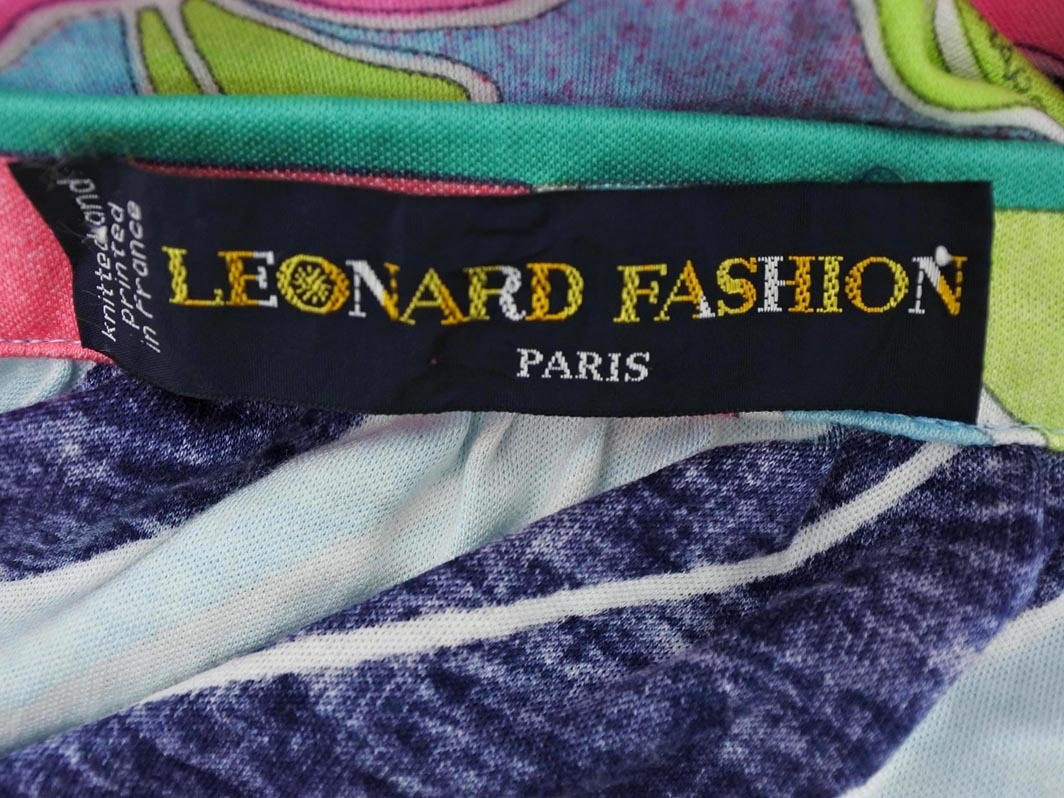 knitted and
printed
in france
LEONARD FASHION
PARIS